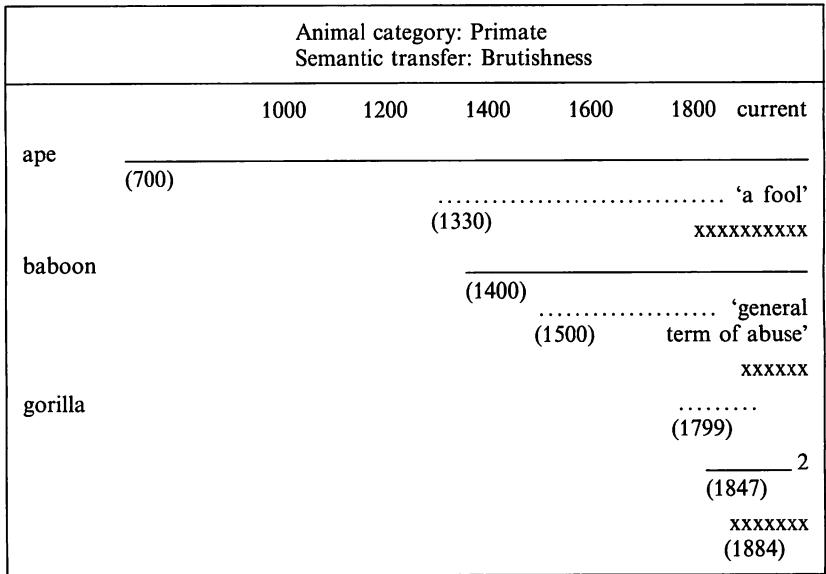 Animal category: Primate
Semantic transfer: Brutishness
1000 1200 1400 1600 1800 current
ape
(700)
.............................. 'a fool'
(1330)
xxxxxxxxxx
baboon
(1400)
................... 'general
(1500) term of abuse'
xxxxxx
gorilla
.........
(1799)
2
(1847)
xxxxxxx
(1884)